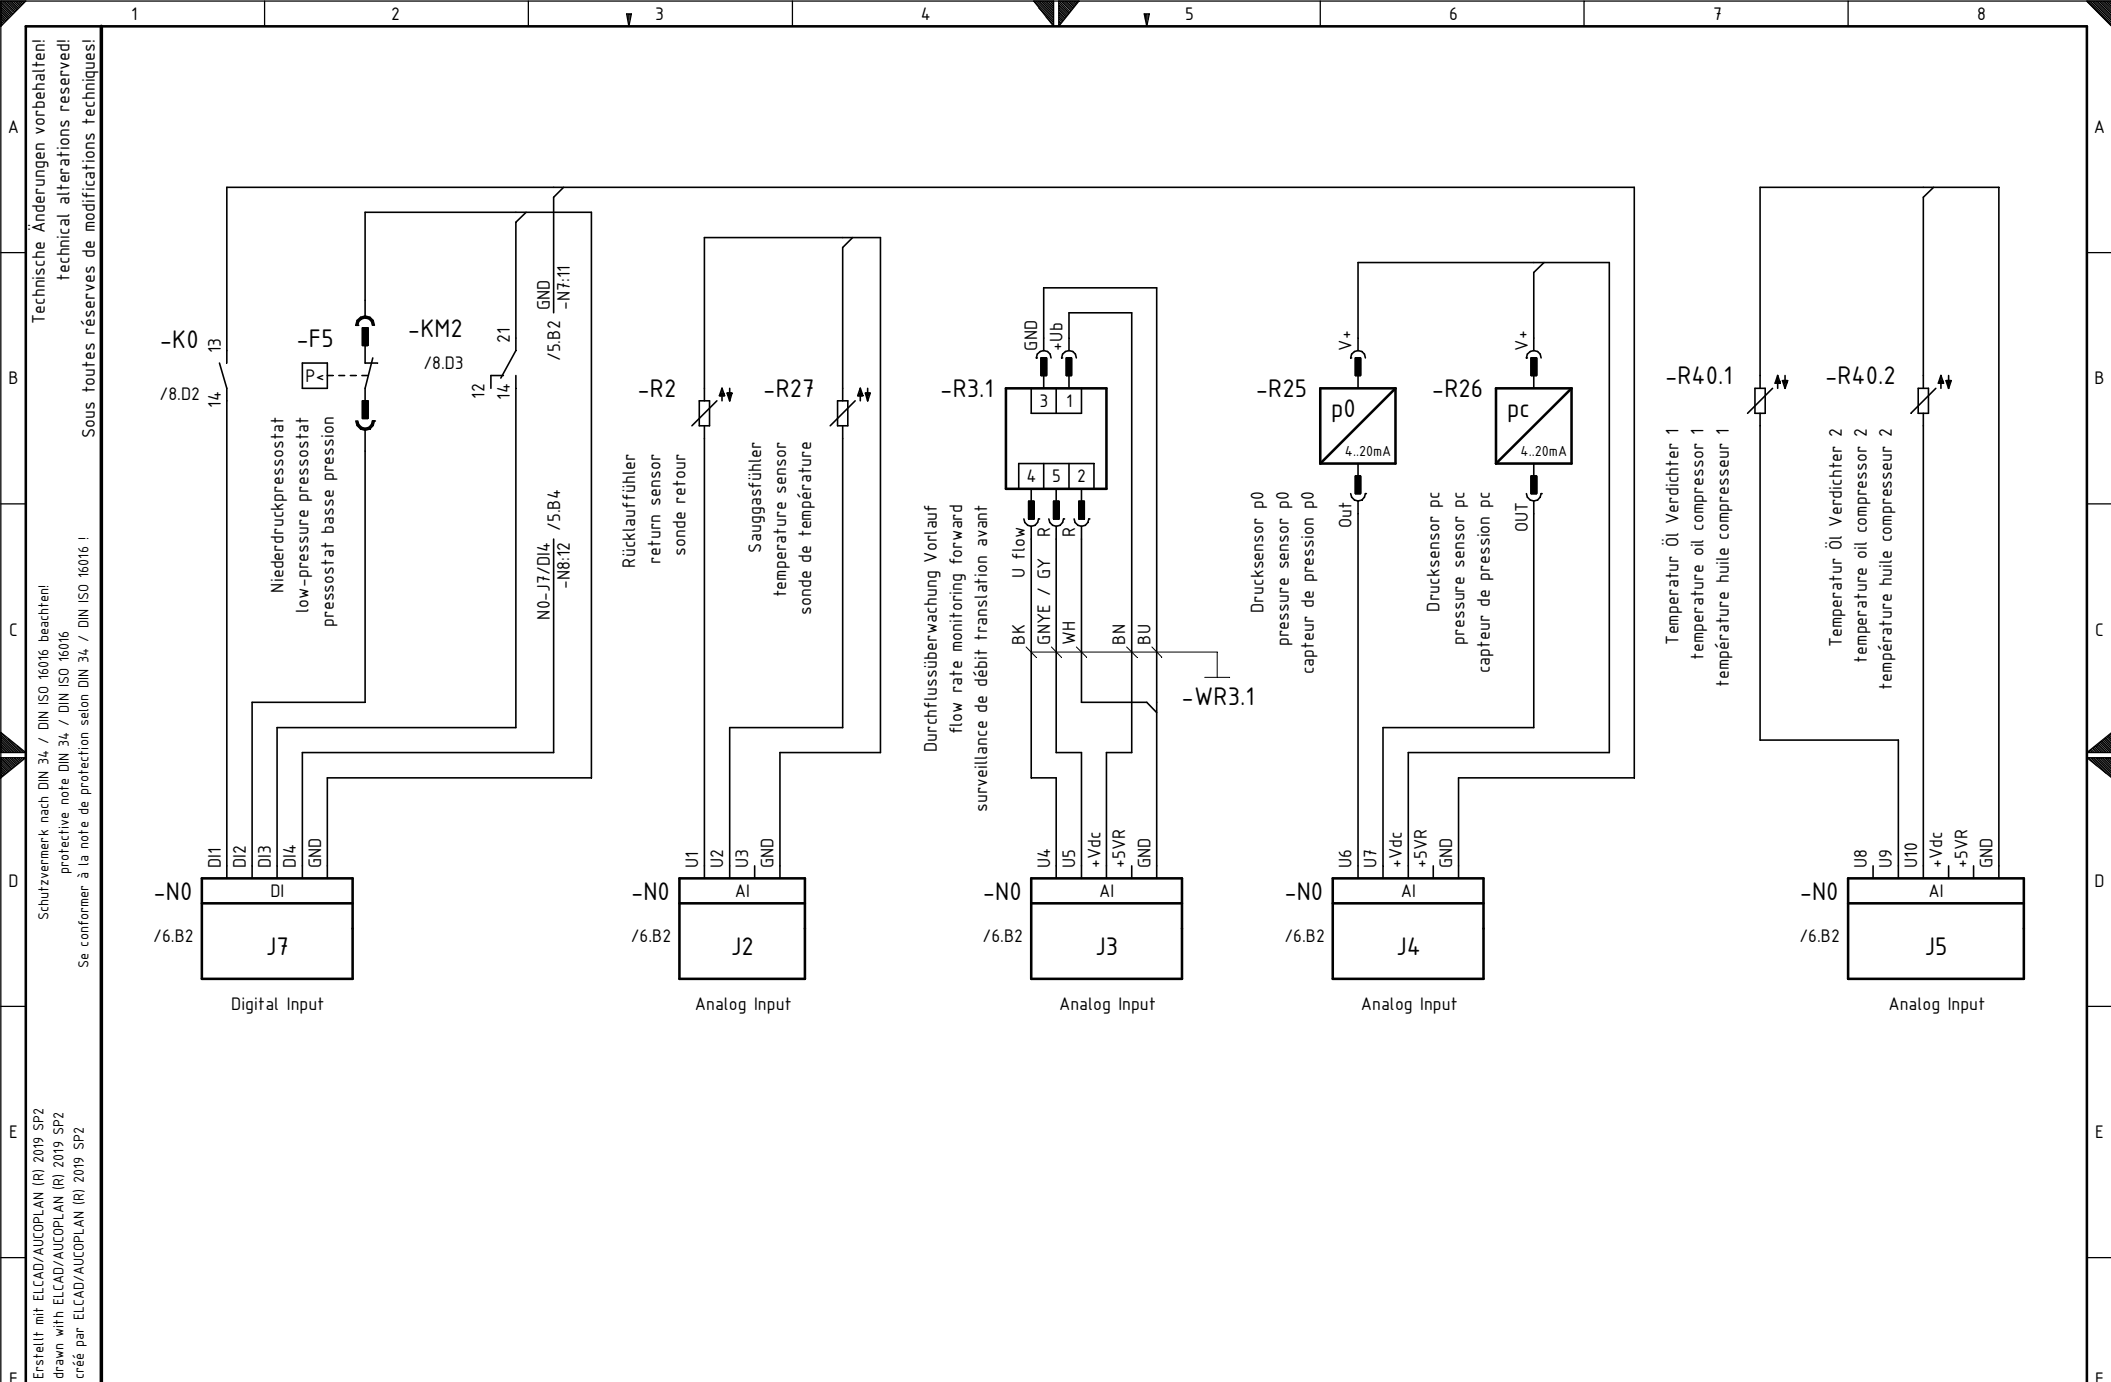 1 2 3 4 5 6 7 8
A
B
C
D
E
F
A
B
C
D
E
F
Technische Änderungen vorbehalten!
technical alterations reserved!
Sous toutes réserves de modifications techniques!
Schutzvermerk nach DIN 34 / DIN ISO 16016 beachten!
protective note DIN 34 / DIN ISO 16016
Se conformer à la note de protection selon DIN 34 / DIN ISO 16016 !
Erstellt mit ELCAD/AUCOPLAN (R) 2019 SP2
drawn with ELCAD/AUCOPLAN (R) 2019 SP2
créé par ELCAD/AUCOPLAN (R) 2019 SP2
-K0
/8.D2
13
14
-F5
P<
Niederdruckpressostat
low-pressure pressostat
pressostat basse pression
-KM2
/8.D3
21
12
14
GND
-N7:11
/5.B2
N0-J7/DI4
-N8:12
/5.B4
DI1
DI2
DI3
DI4
GND
-N0
/6.B2
DI
J7
Digital Input
-R2
Rücklauffühler
return sensor
sonde retour
-R27
Sauggasfühler
temperature sensor
sonde de température
U1
U2
U3
GND
-N0
/6.B2
AI
J2
Analog Input
-R3.1
GND
+Ub
3 1
4 5 2
U flow
R
R
BK
GNYE / GY
WH
BN
BU
-WR3.1
Durchflussüberwachung Vorlauf
flow rate monitoring forward
surveillance de débit translation avant
U4
U5
+Vdc
+5VR
GND
-N0
/6.B2
AI
J3
Analog Input
-R25
V+
p0
4..20mA
Out
Drucksensor p0
pressure sensor p0
capteur de pression p0
-R26
V+
pc
4..20mA
OUT
Drucksensor pc
pressure sensor pc
capteur de pression pc
U6
U7
+Vdc
+5VR
GND
-N0
/6.B2
AI
J4
Analog Input
-R40.1
Temperatur Öl Verdichter 1
temperature oil compressor 1
température huile compresseur 1
-R40.2
Temperatur Öl Verdichter 2
temperature oil compressor 2
température huile compresseur 2
U8
U9
U10
+Vdc
+5VR
GND
-N0
/6.B2
AI
J5
Analog Input